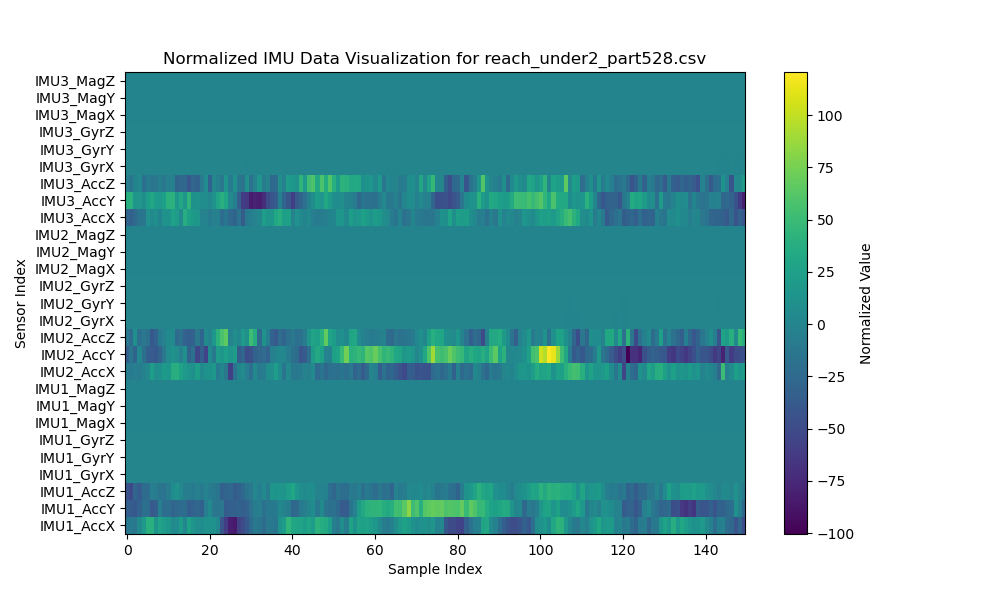 Normalized IMU Data Visualization for reach_under2_part528.csv
IMU3_MagZ
IMU3_MagY
IMU3_MagX
IMU3_GyrZ
IMU3_GyrY
IMU3_GyrX
IMU3_AccZ
IMU3_AccY
IMU3_AccX
IMU2_MagZ
IMU2_MagY
IMU2_MagX
IMU2_GyrZ
IMU2_GyrY
IMU2_GyrX
IMU2_AccZ
IMU2_AccY
IMU2_AccX
IMU1_MagZ
IMU1_MagY
IMU1_MagX
IMU1_GyrZ
IMU1_GyrY
IMU1_GyrX
IMU1_AccZ
IMU1_AccY
IMU1_AccX
Sensor Index
0 20 40 60 80 100 120 140
Sample Index
100
75
50
25
0
−25
−50
−75
−100
Normalized Value